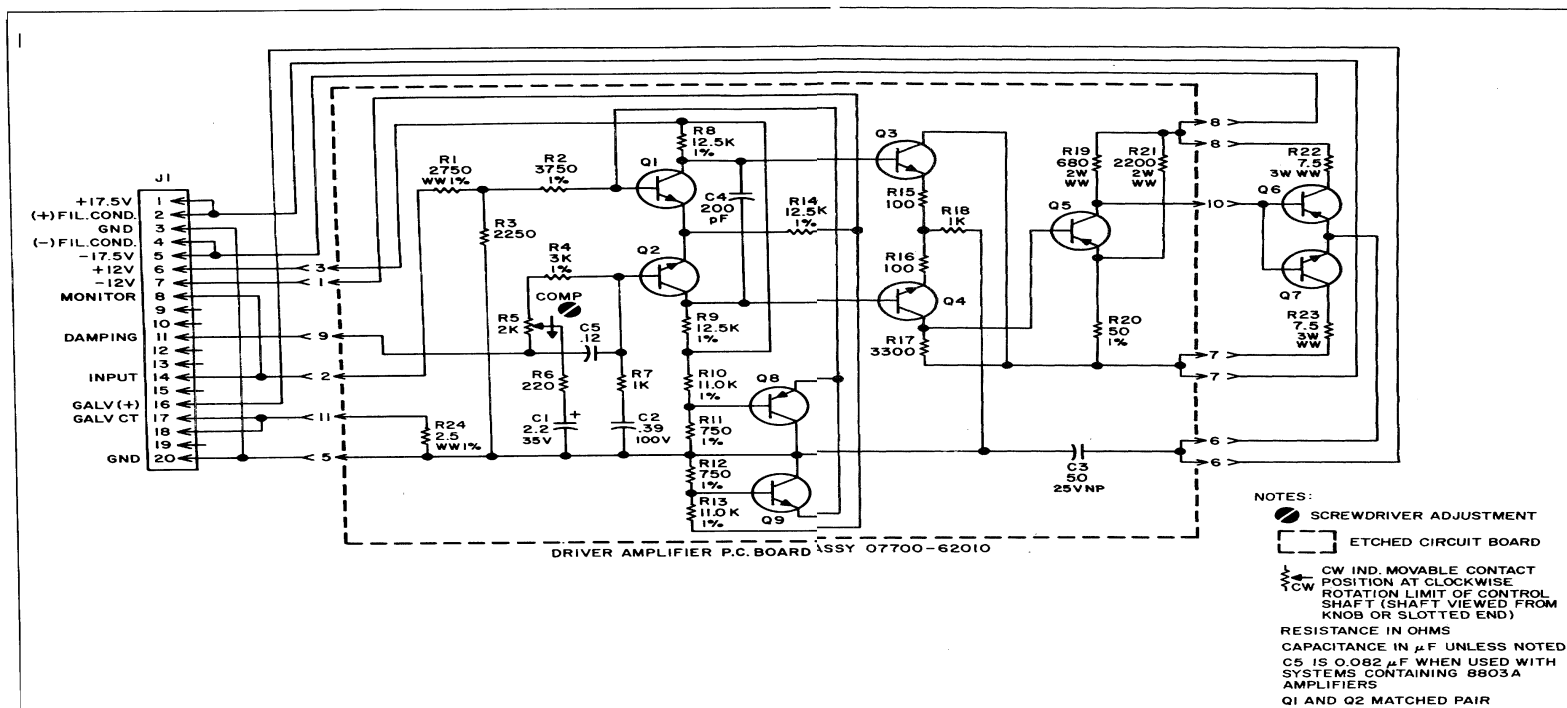 J1
+17.5V 1
(+)FIL.COND. 2
GND 3
(-)FIL.COND. 4
-17.5V 5
+12V 6
-12V 7
MONITOR 8
9
10
DAMPING 11
12
13
INPUT 14
15
GALV (+) 16
GALV CT 17
18
19
GND 20
3
1
9
2
11
5
R1
2750
WW 1%
R2
3750
1%
R3
2250
R4
3K
1%
COMP
R5
2K
C5
.12
R6
220
R7
1K
C1
2.2
35V
+
C2
.39
100V
R24
2.5
WW1%
Q1
Q2
R8
12.5K
1%
C4
200
pF
R14
12.5K
1%
R9
12.5K
1%
R10
11.0K
1%
R11
750
1%
R12
750
1%
R13
11.0K
1%
Q8
Q9
Q3
R15
100
R18
1K
R16
100
Q4
R17
3300
Q5
R19
680
2W
WW
R21
2200
2W
WW
R20
50
1%
C3
50
25VNP
8
8
10
7
7
6
6
R22
7.5
3W WW
Q6
Q7
R23
7.5
3W
WW
DRIVER AMPLIFIER P.C. BOARD ASSY 07700-62010
NOTES:
SCREWDRIVER ADJUSTMENT
ETCHED CIRCUIT BOARD
CW
CW IND. MOVABLE CONTACT
POSITION AT CLOCKWISE
ROTATION LIMIT OF CONTROL
SHAFT (SHAFT VIEWED FROM
KNOB OR SLOTTED END)
RESISTANCE IN OHMS
CAPACITANCE IN μF UNLESS NOTED
C5 IS 0.082 μF WHEN USED WITH
SYSTEMS CONTAINING 8803A
AMPLIFIERS
Q1 AND Q2 MATCHED PAIR